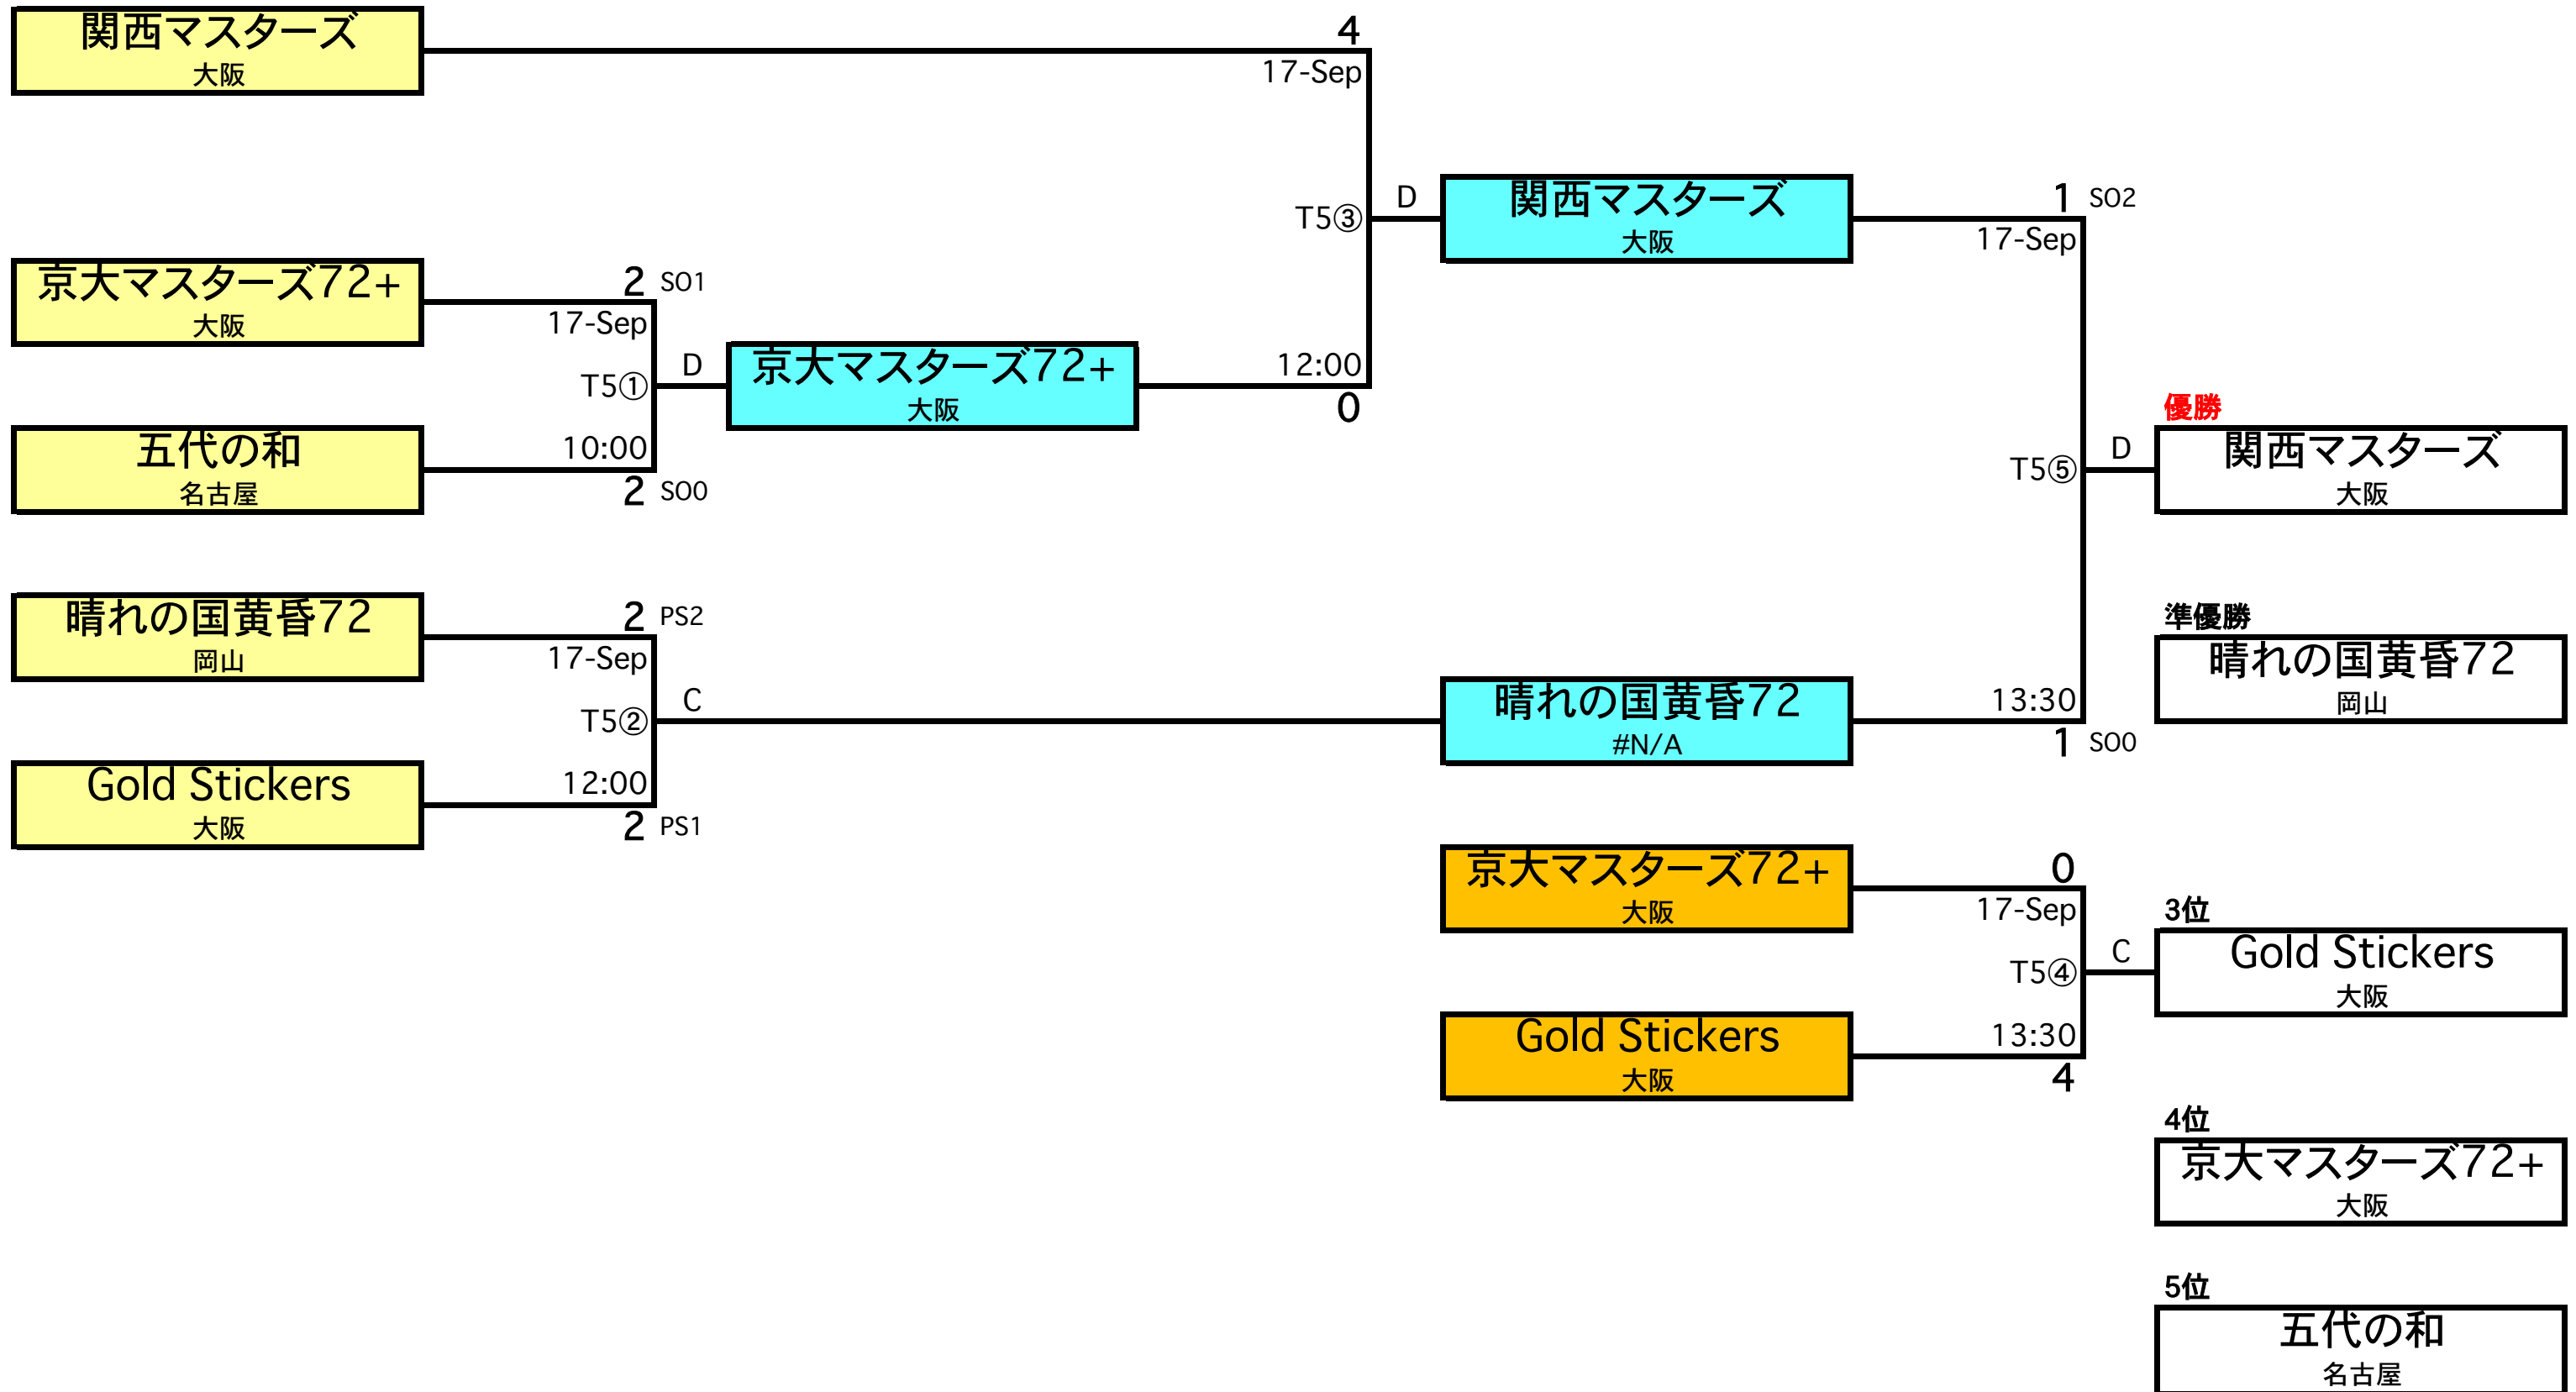 関西マスターズ
大阪
4
17-Sep
T5③
D
関西マスターズ
大阪
1 SO2
17-Sep
京大マスターズ72+
大阪
2 SO1
17-Sep
T5①
D
京大マスターズ72+
大阪
12:00
0
五代の和
名古屋
10:00
2 SO0
T5⑤
D
優勝
関西マスターズ
大阪
晴れの国黄昏72
岡山
2 PS2
17-Sep
T5②
C
晴れの国黄昏72
#N/A
13:30
1 SO0
準優勝
晴れの国黄昏72
岡山
Gold Stickers
大阪
12:00
2 PS1
京大マスターズ72+
大阪
0
17-Sep
T5④
C
3位
Gold Stickers
大阪
Gold Stickers
大阪
13:30
4
4位
京大マスターズ72+
大阪
5位
五代の和
名古屋